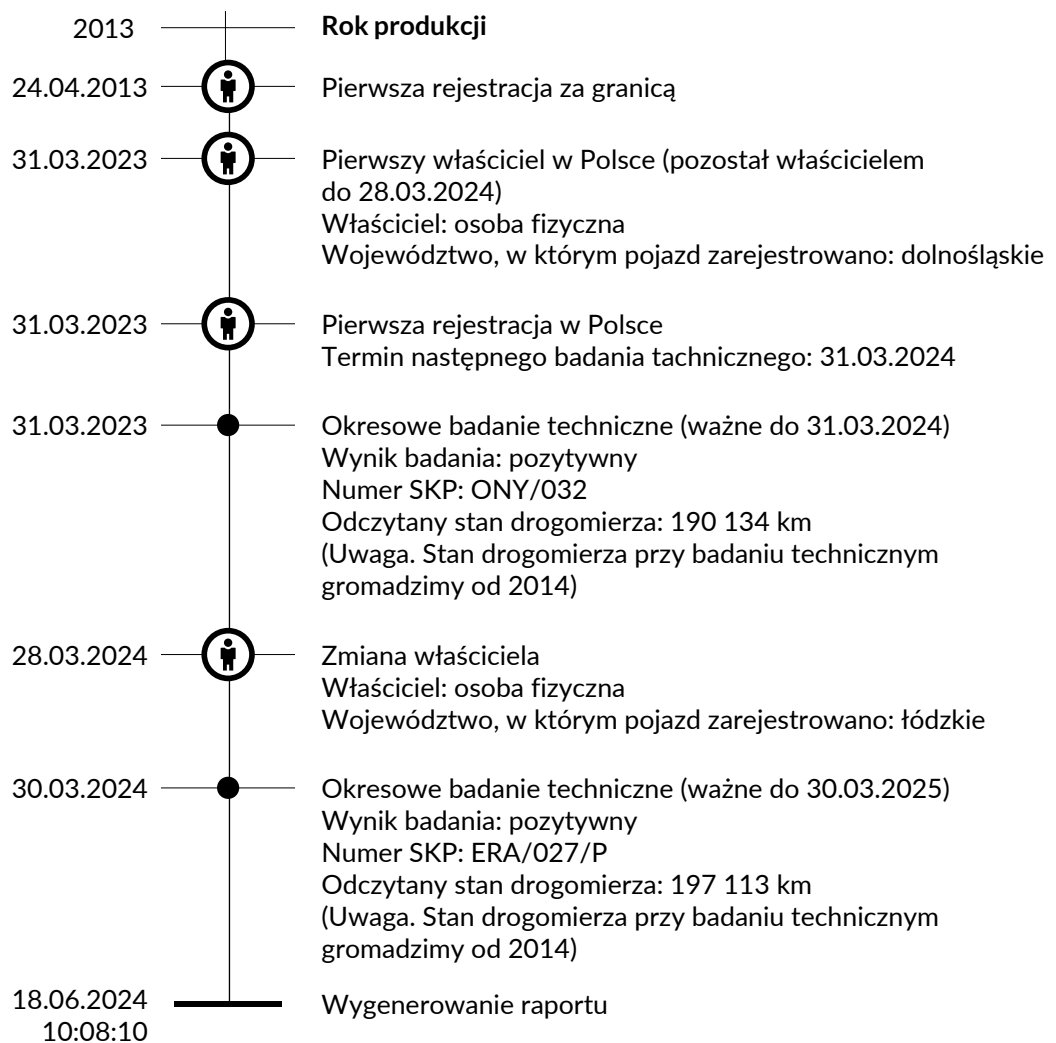 2013
Rok produkcji
24.04.2013
Pierwsza rejestracja za granicą
31.03.2023
Pierwszy właściciel w Polsce (pozostał właścicielem
do 28.03.2024)
Właściciel: osoba fizyczna
Województwo, w którym pojazd zarejestrowano: dolnośląskie
31.03.2023
Pierwsza rejestracja w Polsce
Termin następnego badania tachnicznego: 31.03.2024
31.03.2023
Okresowe badanie techniczne (ważne do 31.03.2024)
Wynik badania: pozytywny
Numer SKP: ONY/032
Odczytany stan drogomierza: 190 134 km
(Uwaga. Stan drogomierza przy badaniu technicznym
gromadzimy od 2014)
28.03.2024
Zmiana właściciela
Właściciel: osoba fizyczna
Województwo, w którym pojazd zarejestrowano: łódzkie
30.03.2024
Okresowe badanie techniczne (ważne do 30.03.2025)
Wynik badania: pozytywny
Numer SKP: ERA/027/P
Odczytany stan drogomierza: 197 113 km
(Uwaga. Stan drogomierza przy badaniu technicznym
gromadzimy od 2014)
18.06.2024
10:08:10
Wygenerowanie raportu